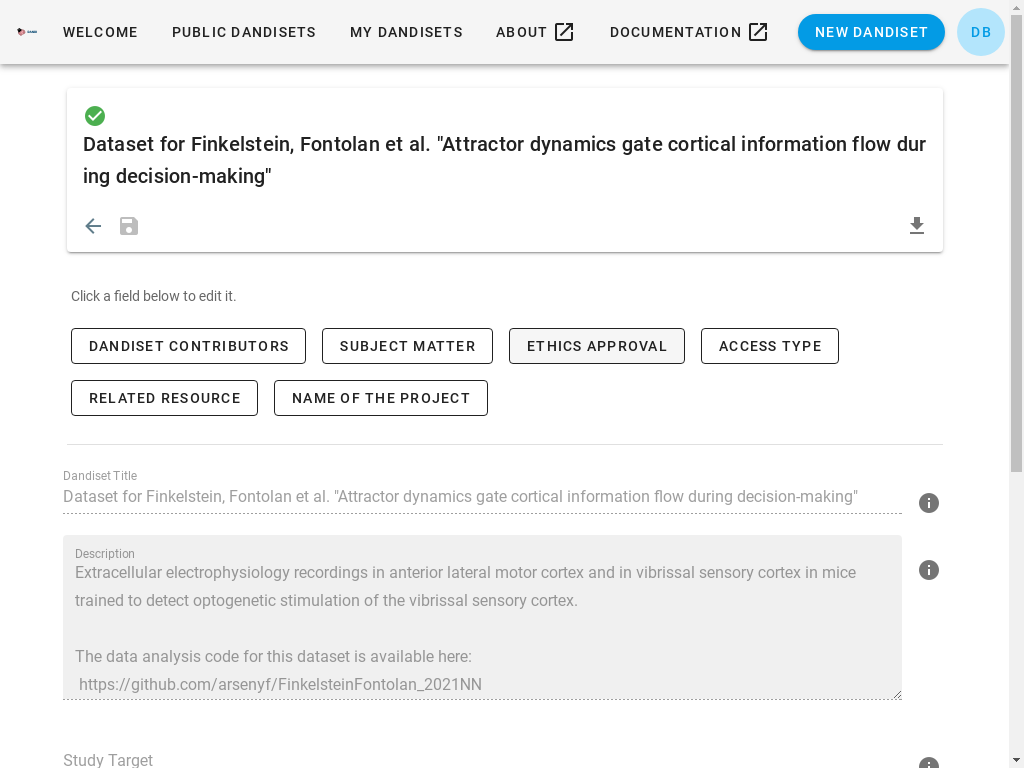 WELCOME PUBLIC DANDISETS MY DANDISETS ABOUT DOCUMENTATION NEW DANDISET DB
Dataset for Finkelstein, Fontolan et al. "Attractor dynamics gate cortical information flow dur
ing decision-making"
Click a field below to edit it.
DANDISET CONTRIBUTORS SUBJECT MATTER ETHICS APPROVAL ACCESS TYPE
RELATED RESOURCE NAME OF THE PROJECT
Dandiset Title
Dataset for Finkelstein, Fontolan et al. "Attractor dynamics gate cortical information flow during decision-making"
Description
Extracellular electrophysiology recordings in anterior lateral motor cortex and in vibrissal sensory cortex in mice
trained to detect optogenetic stimulation of the vibrissal sensory cortex.
The data analysis code for this dataset is available here:
https://github.com/arsenyf/FinkelsteinFontolan_2021NN
Study Target